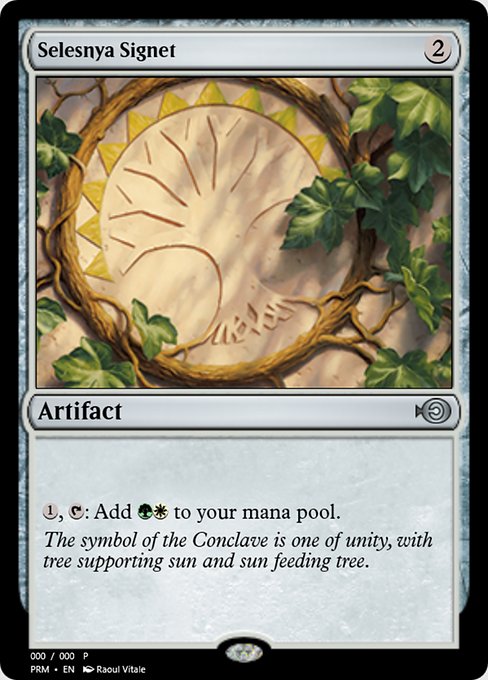 Selesnya Signet 2
Artifact
1, : Add to your mana pool.
The symbol of the Conclave is one of unity, with
tree supporting sun and sun feeding tree.
000 / 000 P
PRM • EN Raoul Vitale